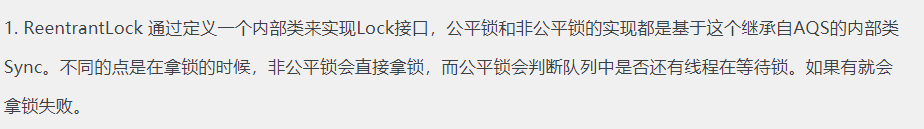 1. ReentrantLock 通过定义一个内部类来实现Lock接口，公平锁和非公平锁的实现都是基于这个继承自AQS的内部类
Sync。不同的点是在拿锁的时候，非公平锁会直接拿锁，而公平锁会判断队列中是否还有线程在等待锁。如果有就会
拿锁失败。